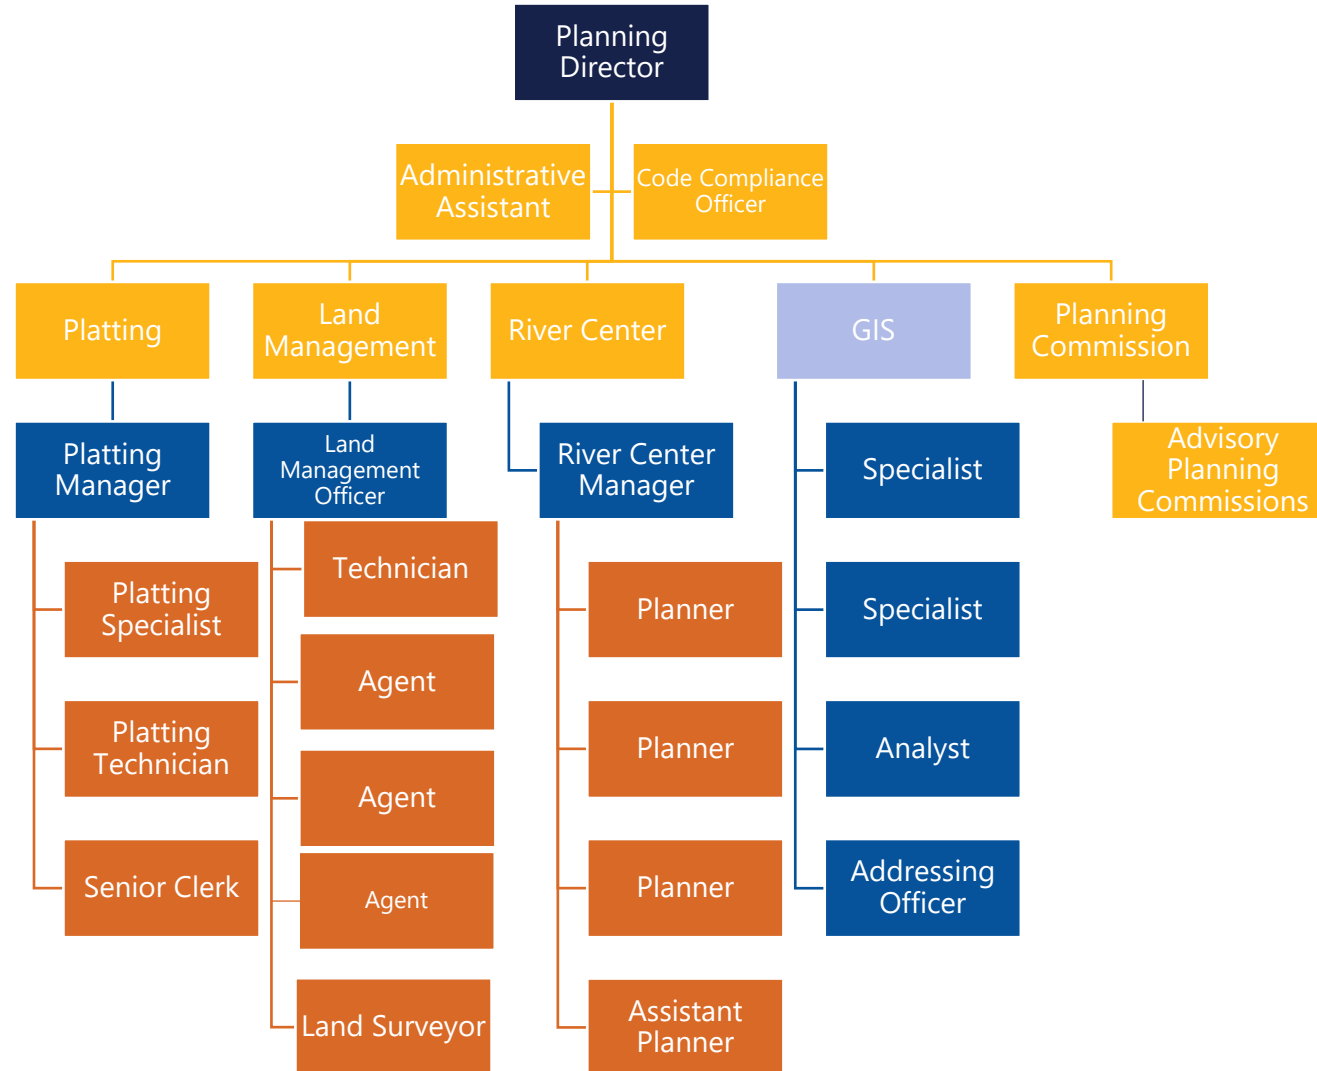 Planning
Director
Administrative
Assistant
Code Compliance
Officer
Platting
Land
Management
River Center
GIS
Planning
Commission
Platting
Manager
Land
Management
Officer
River Center
Manager
Specialist
Advisory
Planning
Commissions
Technician
Platting
Specialist
Planner
Specialist
Agent
Platting
Technician
Planner
Analyst
Agent
Senior Clerk
Agent
Planner
Addressing
Officer
Land Surveyor
Assistant
Planner